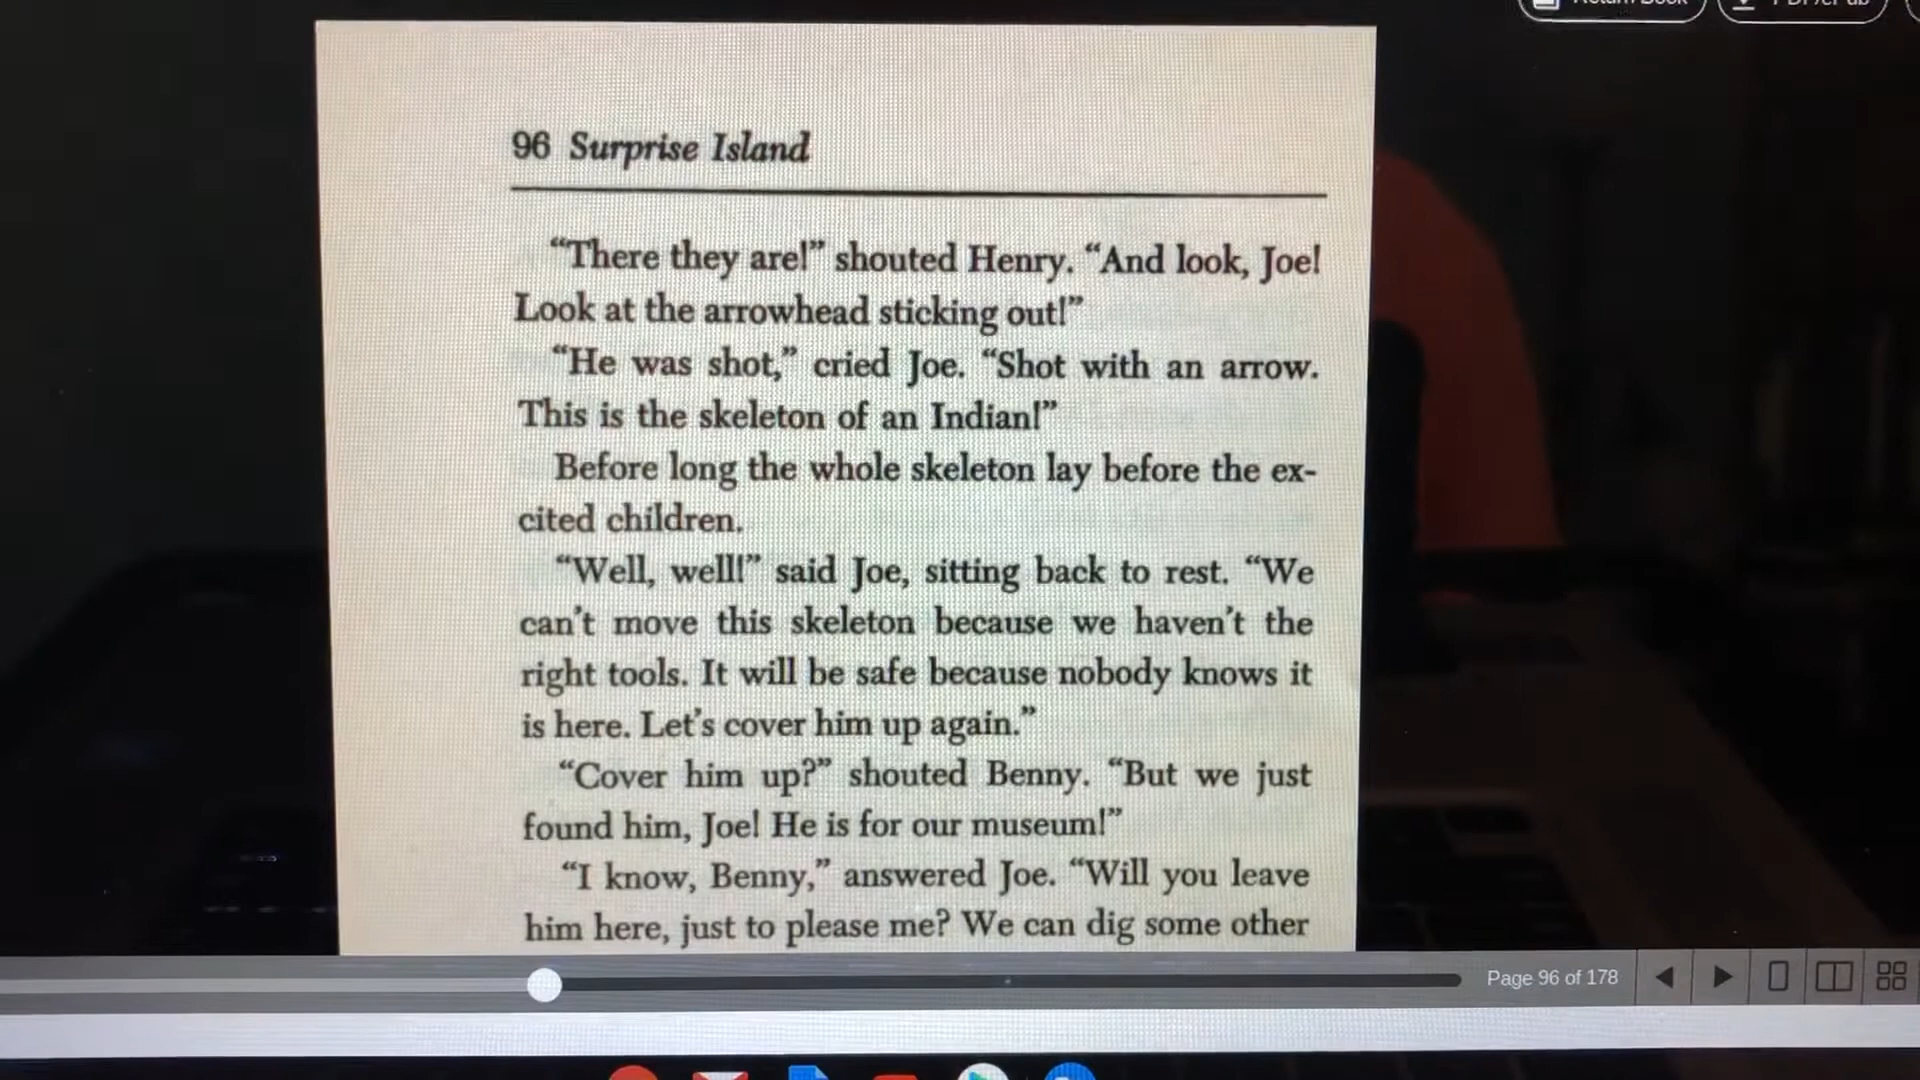 96 Surprise Island
“There they are!” shouted Henry. “And look, Joe!
Look at the arrowhead sticking out!”
“He was shot,” cried Joe. “Shot with an arrow.
This is the skeleton of an Indian!”
Before long the whole skeleton lay before the ex-
cited children.
“Well, well!” said Joe, sitting back to rest. “We
can’t move this skeleton because we haven’t the
right tools. It will be safe because nobody knows it
is here. Let’s cover him up again.”
“Cover him up?” shouted Benny. “But we just
found him, Joe! He is for our museum!”
“I know, Benny,” answered Joe. “Will you leave
him here, just to please me? We can dig some other
Page 96 of 178